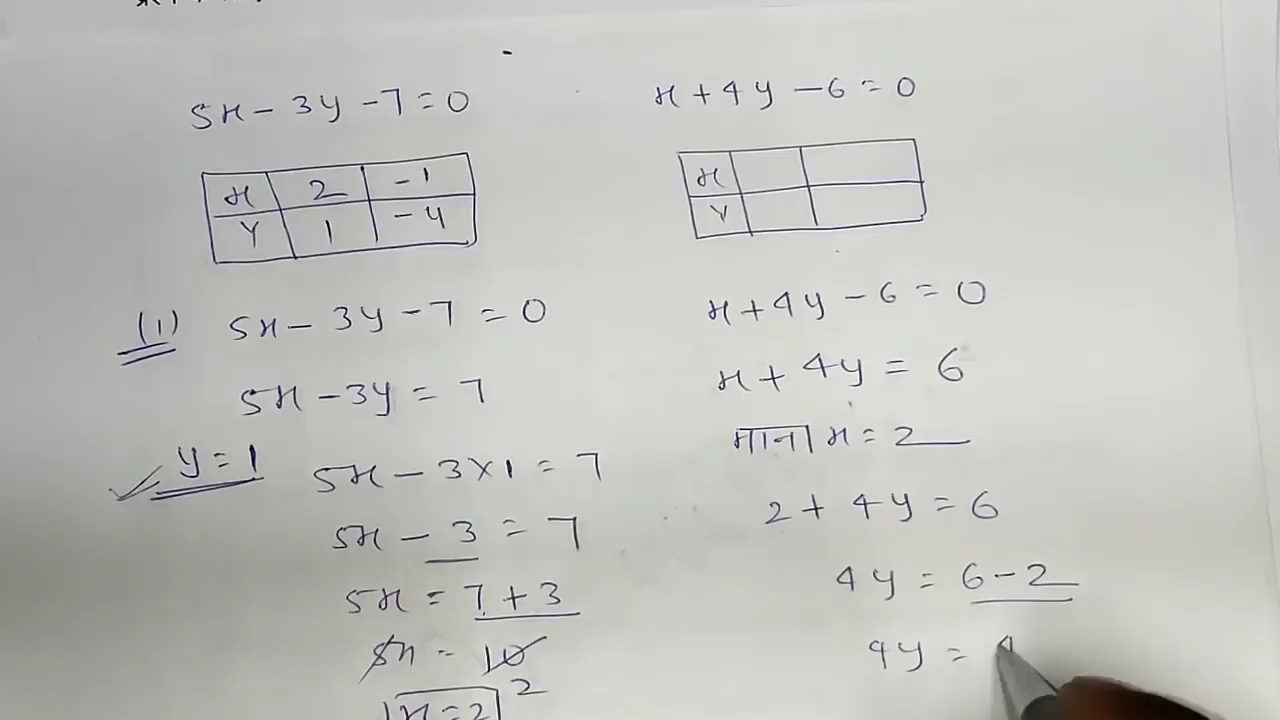 5x - 3y - 7 = 0
x + 4y - 6 = 0
x 2 -1
y 1 -4
x
y
(1) 5x - 3y - 7 = 0
5x - 3y = 7
y = 1 5x - 3×1 = 7
5x - 3 = 7
5x = 7 + 3
5x = 10 2
x = 2
x + 4y - 6 = 0
x + 4y = 6
माना x = 2
2 + 4y = 6
4y = 6 - 2
4y = 4